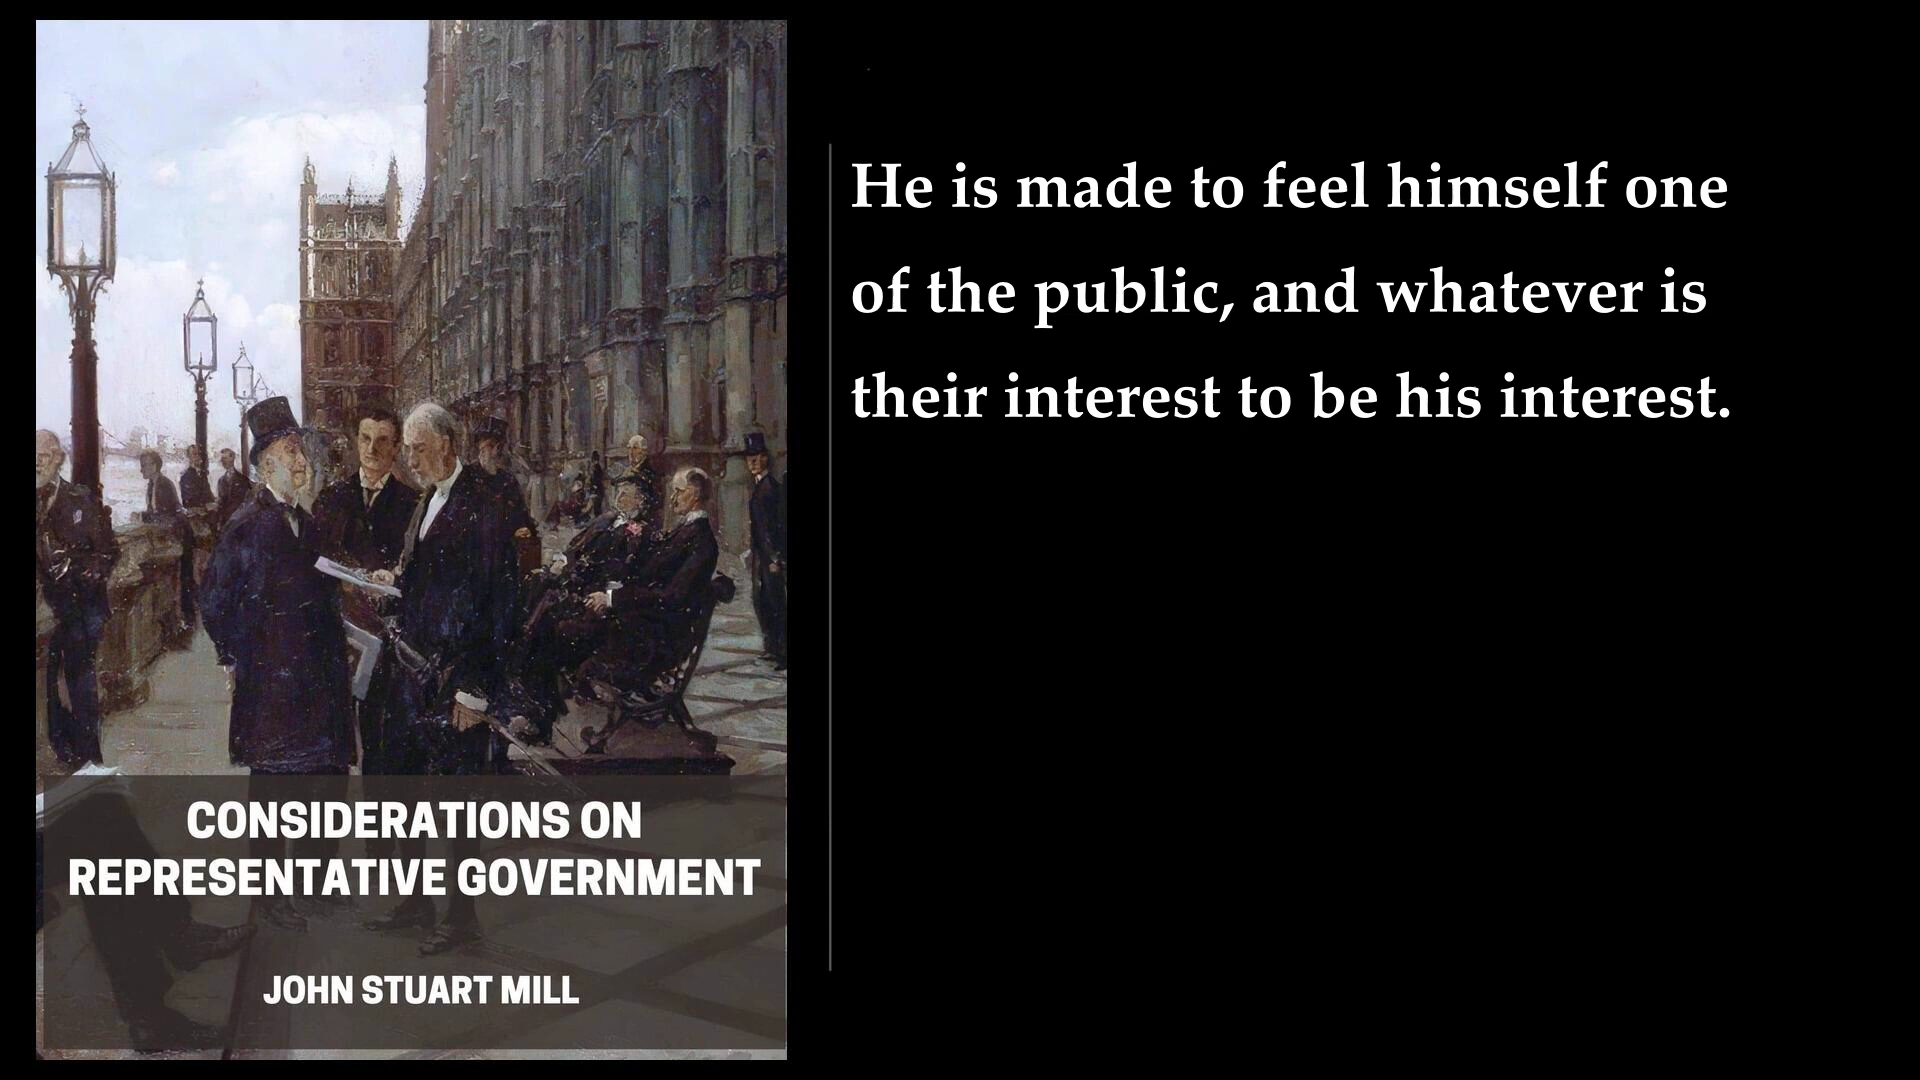 He is made to feel himself one
of the public, and whatever is
their interest to be his interest.
CONSIDERATIONS ON
REPRESENTATIVE GOVERNMENT
JOHN STUART MILL